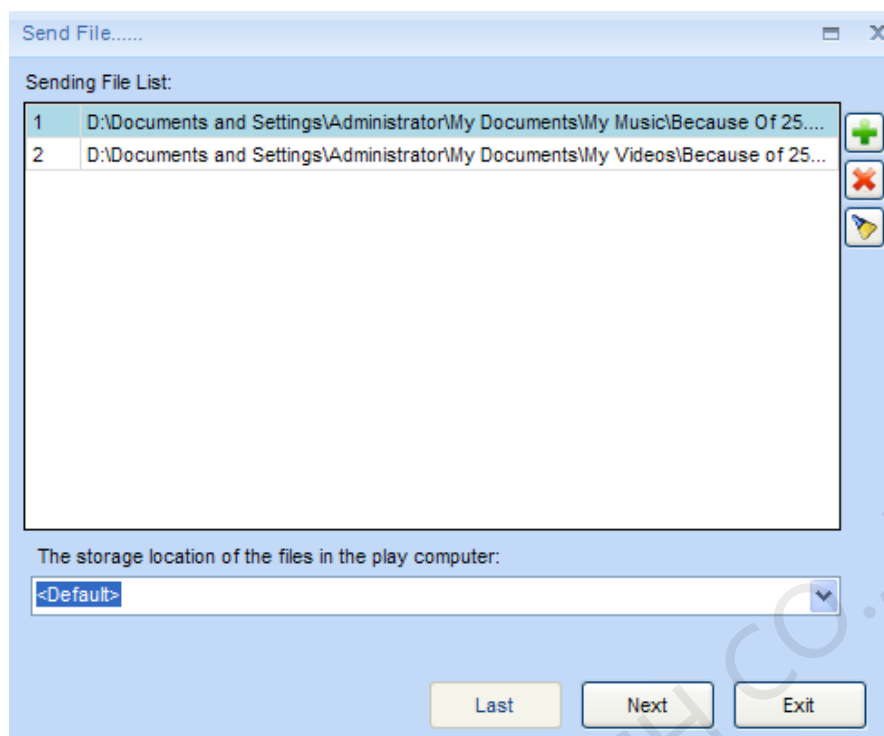 Send File......
Sending File List:
1 D:\Documents and Settings\Administrator\My Documents\My Music\Because Of 25....
2 D:\Documents and Settings\Administrator\My Documents\My Videos\Because of 25...
The storage location of the files in the play computer:
<Default>
CO.,
Last Next Exit